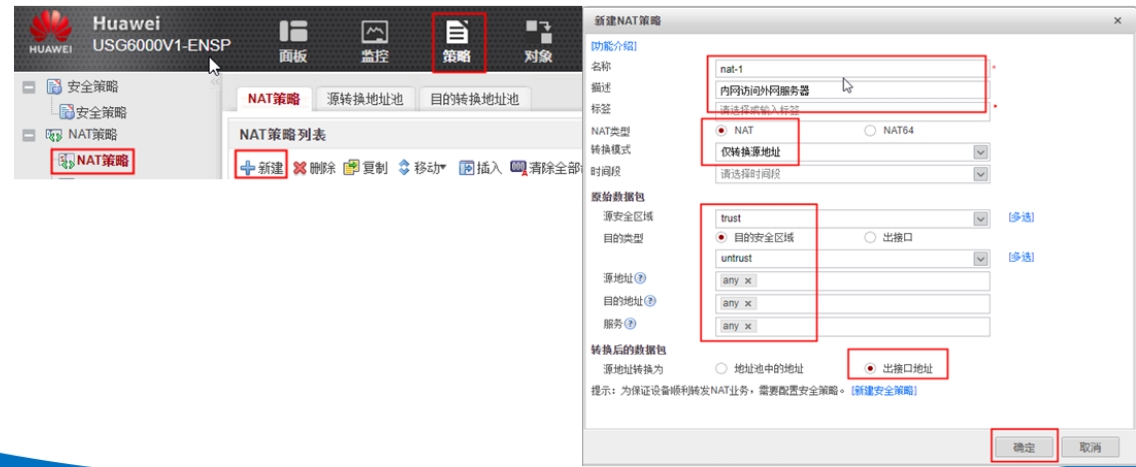 HUAWEI
Huawei
USG6000V1-ENSP
面板
监控
策略
对象
安全策略
安全策略
NAT策略
NAT策略
NAT策略 源转换地址池 目的转换地址池
NAT策略列表
新建 删除 复制 移动 插入 清除全部
新建NAT策略
[功能介绍]
名称 nat-1 *
描述 内网访问外网服务器
标签 请选择或输入标签 *
NAT类型 NAT NAT64
转换模式 仅转换源地址
时间段 请选择时间段
原始数据包
源安全区域 trust [多选]
目的类型 目的安全区域 出接口
untrust [多选]
源地址 any ×
目的地址 any ×
服务 any ×
转换后的数据包
源地址转换为 地址池中的地址 出接口地址
提示：为保证设备顺利转发NAT业务，需要配置安全策略。[新建安全策略]
确定 取消